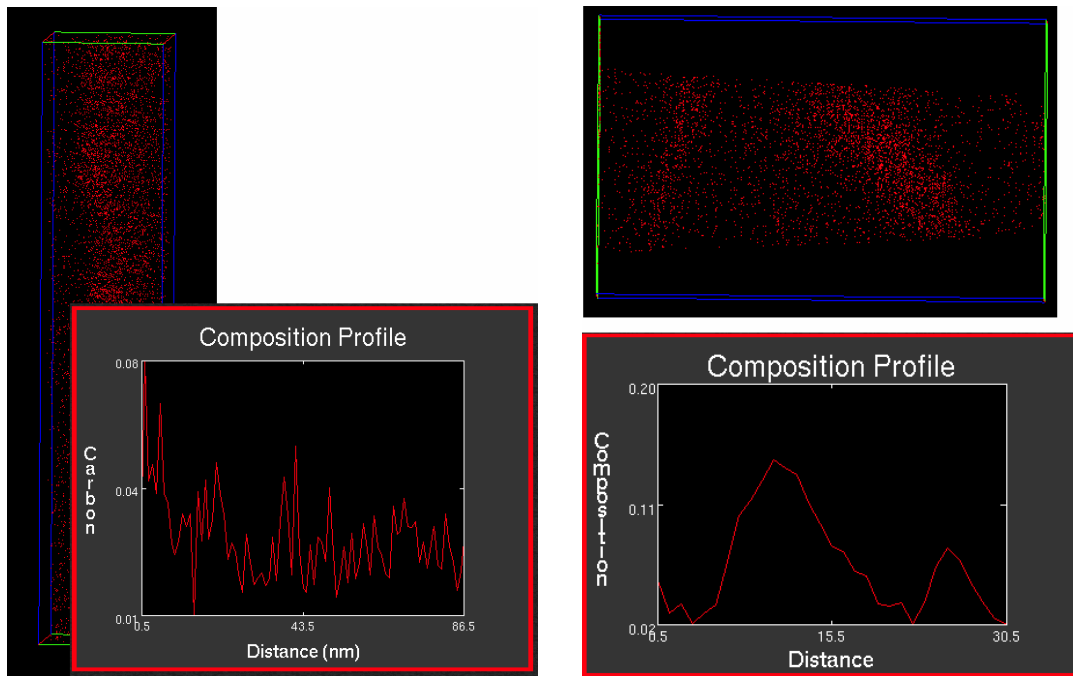 Composition Profile
0.08
Carbon
0.04
0.01
0.5 43.5 86.5
Distance (nm)
Composition Profile
0.20
Composition
0.11
0.02
0.5 15.5 30.5
Distance